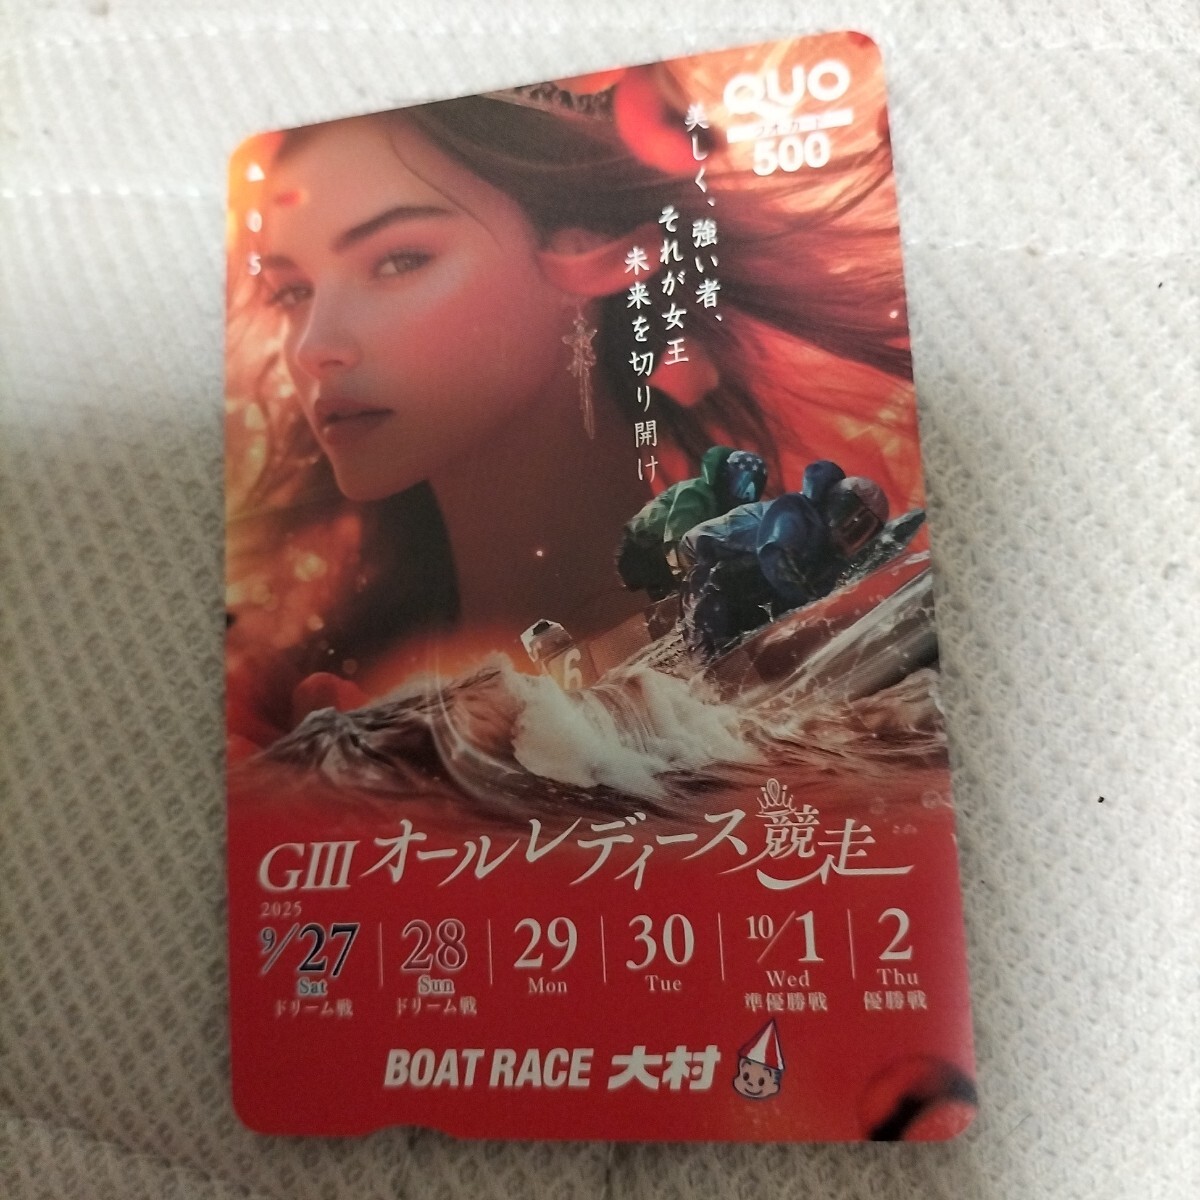 QUO
500
美しく、強い者、
それが女王
未来を切り開け
6
GIII オールレディース競走
2025
9/27 28 29 30 10/1 2
Sat Sun Mon Tue Wed Thu
ドリーム戦 ドリーム戦 準優勝戦 優勝戦
BOAT RACE 大村